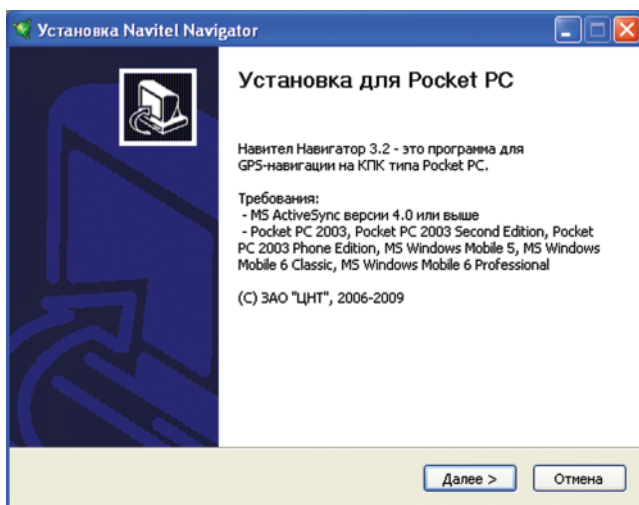 Установка Navitel Navigator
Установка для Pocket PC
Навител Навигатор 3.2 - это программа для
GPS-навигации на КПК типа Pocket PC.
Требования:
- MS ActiveSync версии 4.0 или выше
- Pocket PC 2003, Pocket PC 2003 Second Edition, Pocket
PC 2003 Phone Edition, MS Windows Mobile 5, MS Windows
Mobile 6 Classic, MS Windows Mobile 6 Professional
(C) ЗАО "ЦНТ", 2006-2009
Далее >
Отмена